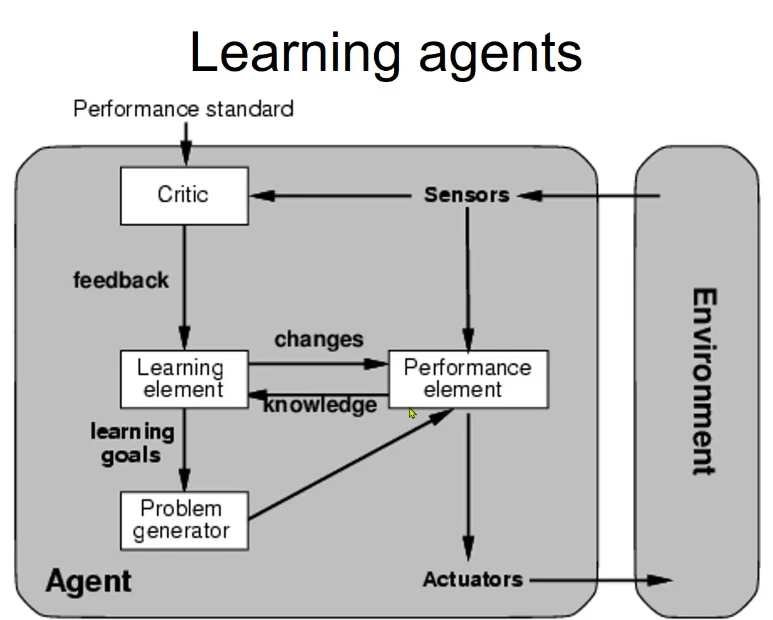 Learning agents
Performance standard
Critic
Sensors
feedback
changes
Learning
element
Performance
element
knowledge
learning
goals
Problem
generator
Agent
Actuators
Environment